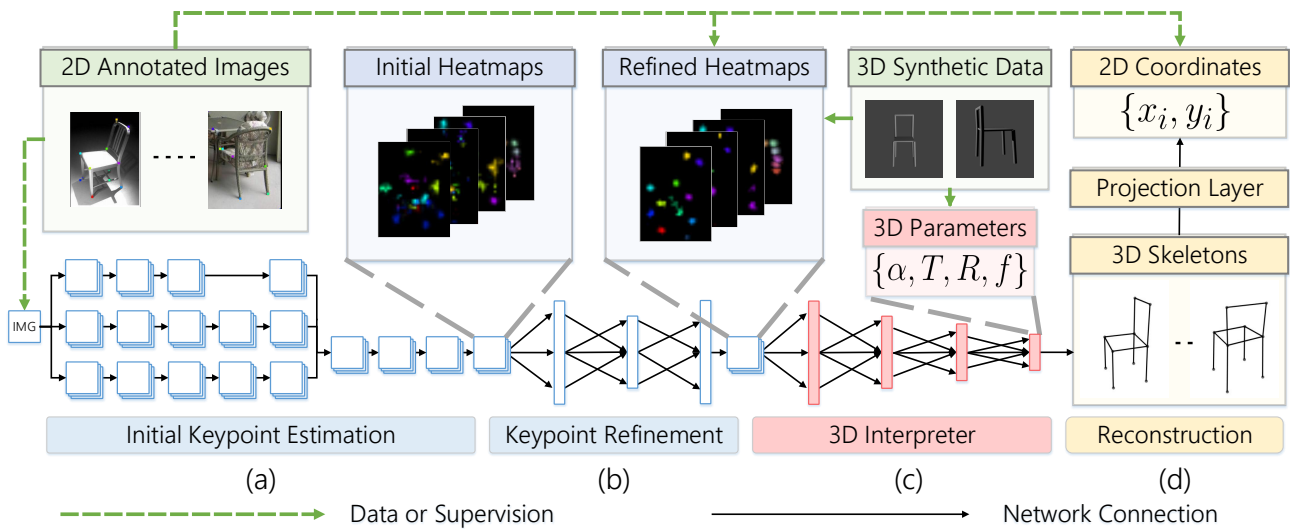 2D Annotated Images
Initial Heatmaps
Refined Heatmaps
3D Synthetic Data
2D Coordinates
{x_i, y_i}
Projection Layer
3D Parameters
{α, T, R, f}
3D Skeletons
IMG
Initial Keypoint Estimation
Keypoint Refinement
3D Interpreter
Reconstruction
(a)
(b)
(c)
(d)
Data or Supervision
Network Connection